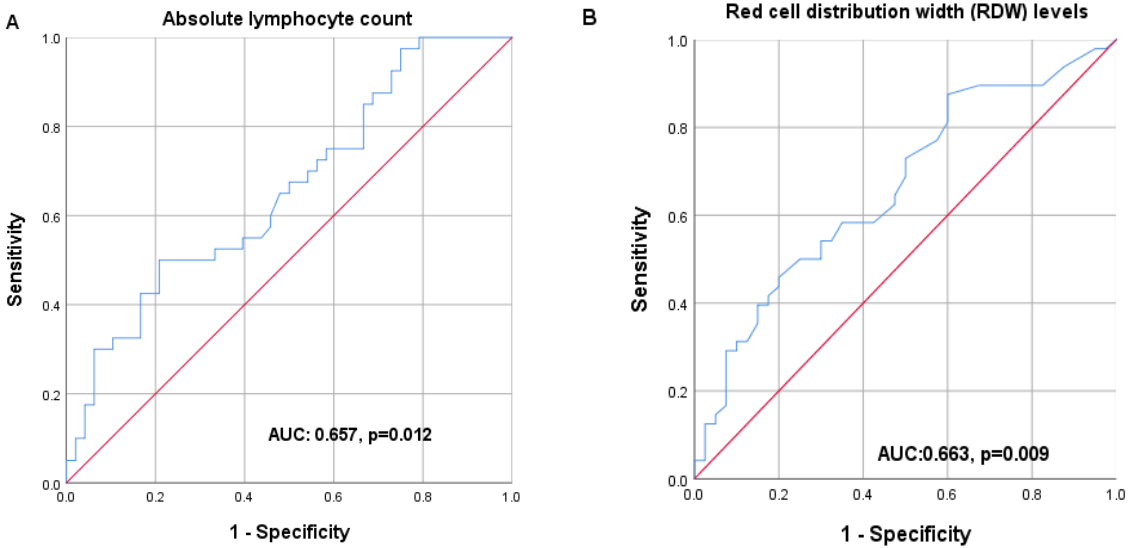 A
Absolute lymphocyte count
1.0
0.8
0.6
0.4
0.2
0.0
Sensitivity
AUC: 0.657, p=0.012
0.0 0.2 0.4 0.6 0.8 1.0
1 - Specificity
B
Red cell distribution width (RDW) levels
1.0
0.8
0.6
0.4
0.2
0.0
Sensitivity
AUC:0.663, p=0.009
0.0 0.2 0.4 0.6 0.8 1.0
1 - Specificity